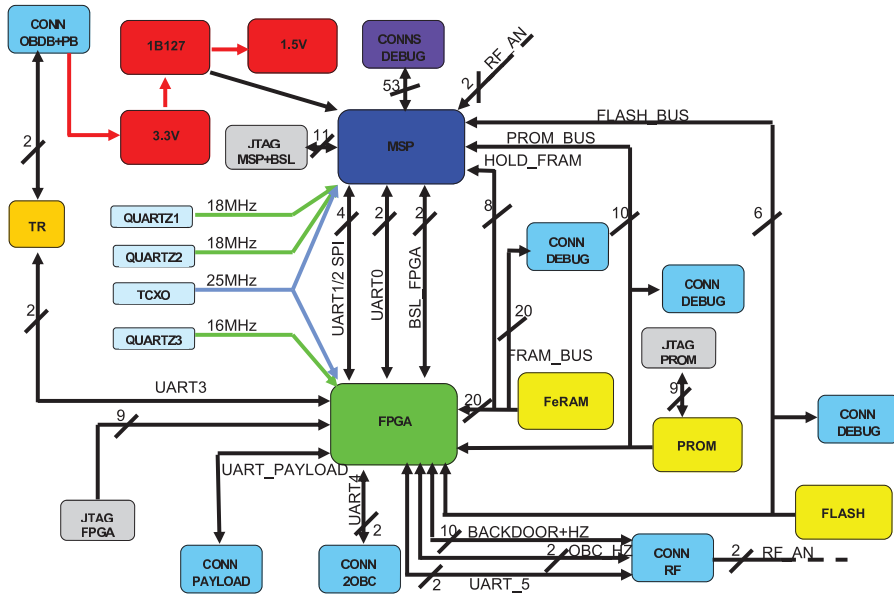 CONN
OBDB+PB
1B127
1.5V
CONNS
DEBUG
2
RF_AN
53
FLASH_BUS
3.3V
JTAG
MSP+BSL
11
MSP
PROM_BUS
HOLD_FRAM
2
18MHz
QUARTZ1
4
2
2
8
10
6
TR
18MHz
QUARTZ2
CONN
DEBUG
25MHz
TCXO
UART1/2 SPI
UART0
BSL_FPGA
CONN
DEBUG
2
16MHz
QUARTZ3
20
JTAG
PROM
FRAM_BUS
UART3
9
20
FeRAM
9
FPGA
PROM
CONN
DEBUG
UART_PAYLOAD
UART4
JTAG
FPGA
FLASH
2
10
BACKDOOR+HZ
CONN
PAYLOAD
CONN
2OBC
2
OBC_HZ
CONN
RF
2
RF_AN
2
UART_5